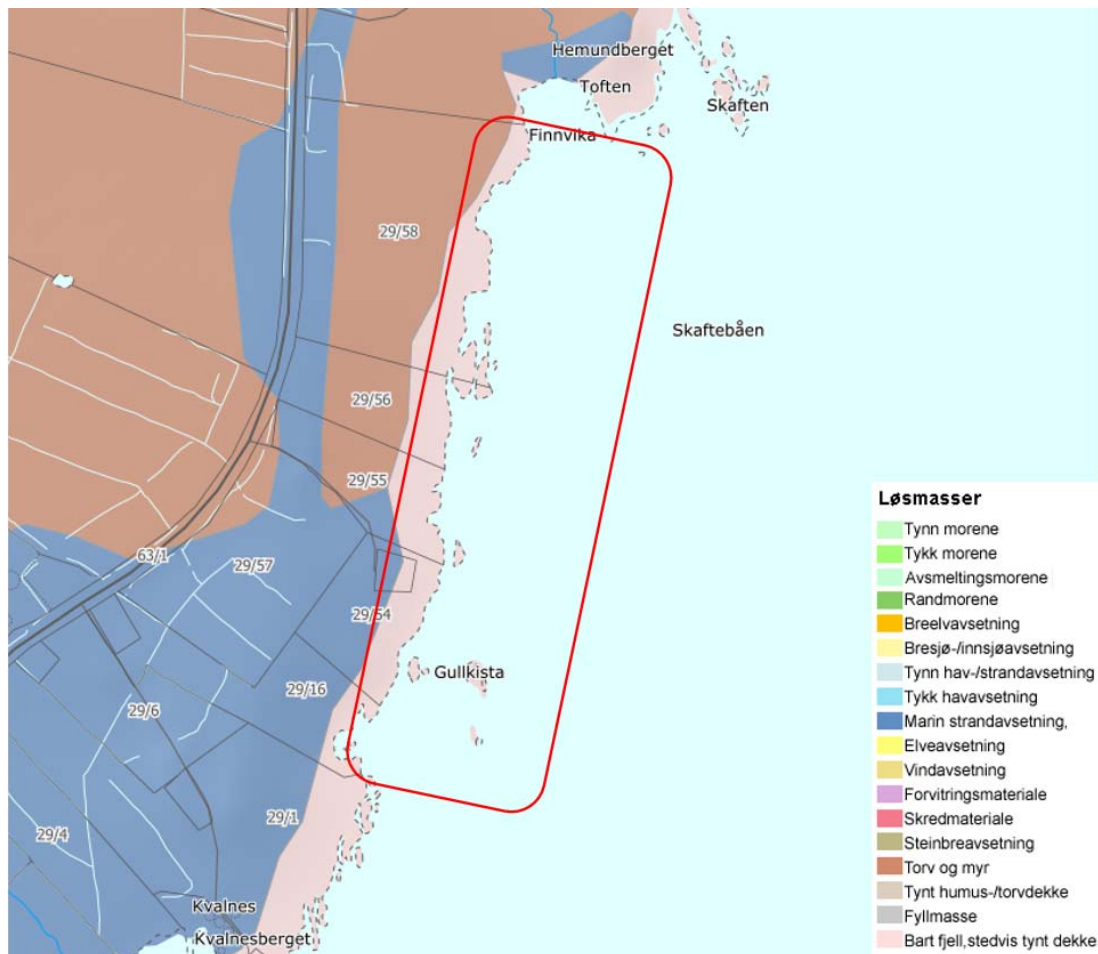 Hemundberget
Toften
Skaften
Finnvika
29/58
Skaftebåen
29/56
29/55
63/1
29/57
29/54
Gullkista
29/16
29/6
29/1
29/4
Kvalnes
Kvalnesberget
Løsmasser
Tynn morene
Tykk morene
Avsmeltingsmorene
Randmorene
Breelvavsetning
Bresjø-/innsjøavsetning
Tynn hav-/strandavsetning
Tykk havavsetning
Marin strandavsetning,
Elveavsetning
Vindavsetning
Forvitringsmateriale
Skredmateriale
Steinbreavsetning
Torv og myr
Tynt humus-/torvdekke
Fyllmasse
Bart fjell,stedvis tynt dekke